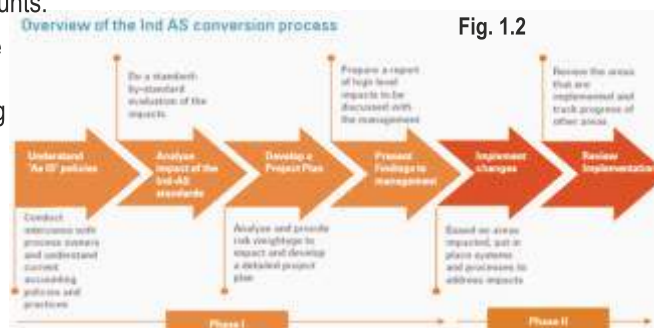 unts.
Overview of the Ind AS conversion process
Fig. 1.2
e
g
Do a standard-
by-standard
evaluation of the
impacts
Prepare a report
of high level
impacts to be
discussed with
the management
Review the areas
that are
implemented and
track progress of
other areas
Understand
"As IS" policies
Analyse
impact of the
Ind-AS
standards
Develop a
Project Plan
Present
Findings to
management
Implement
changes
Review
Implementation
Conduct
interviews with
process owners
and understand
current
accounting
policies and
practices
Analyse and provide
risk weightage to
impact and develop
a detailed project
plan
Based on areas
impacted, put in
place systems
and processes to
address impacts
Phase I
Phase II